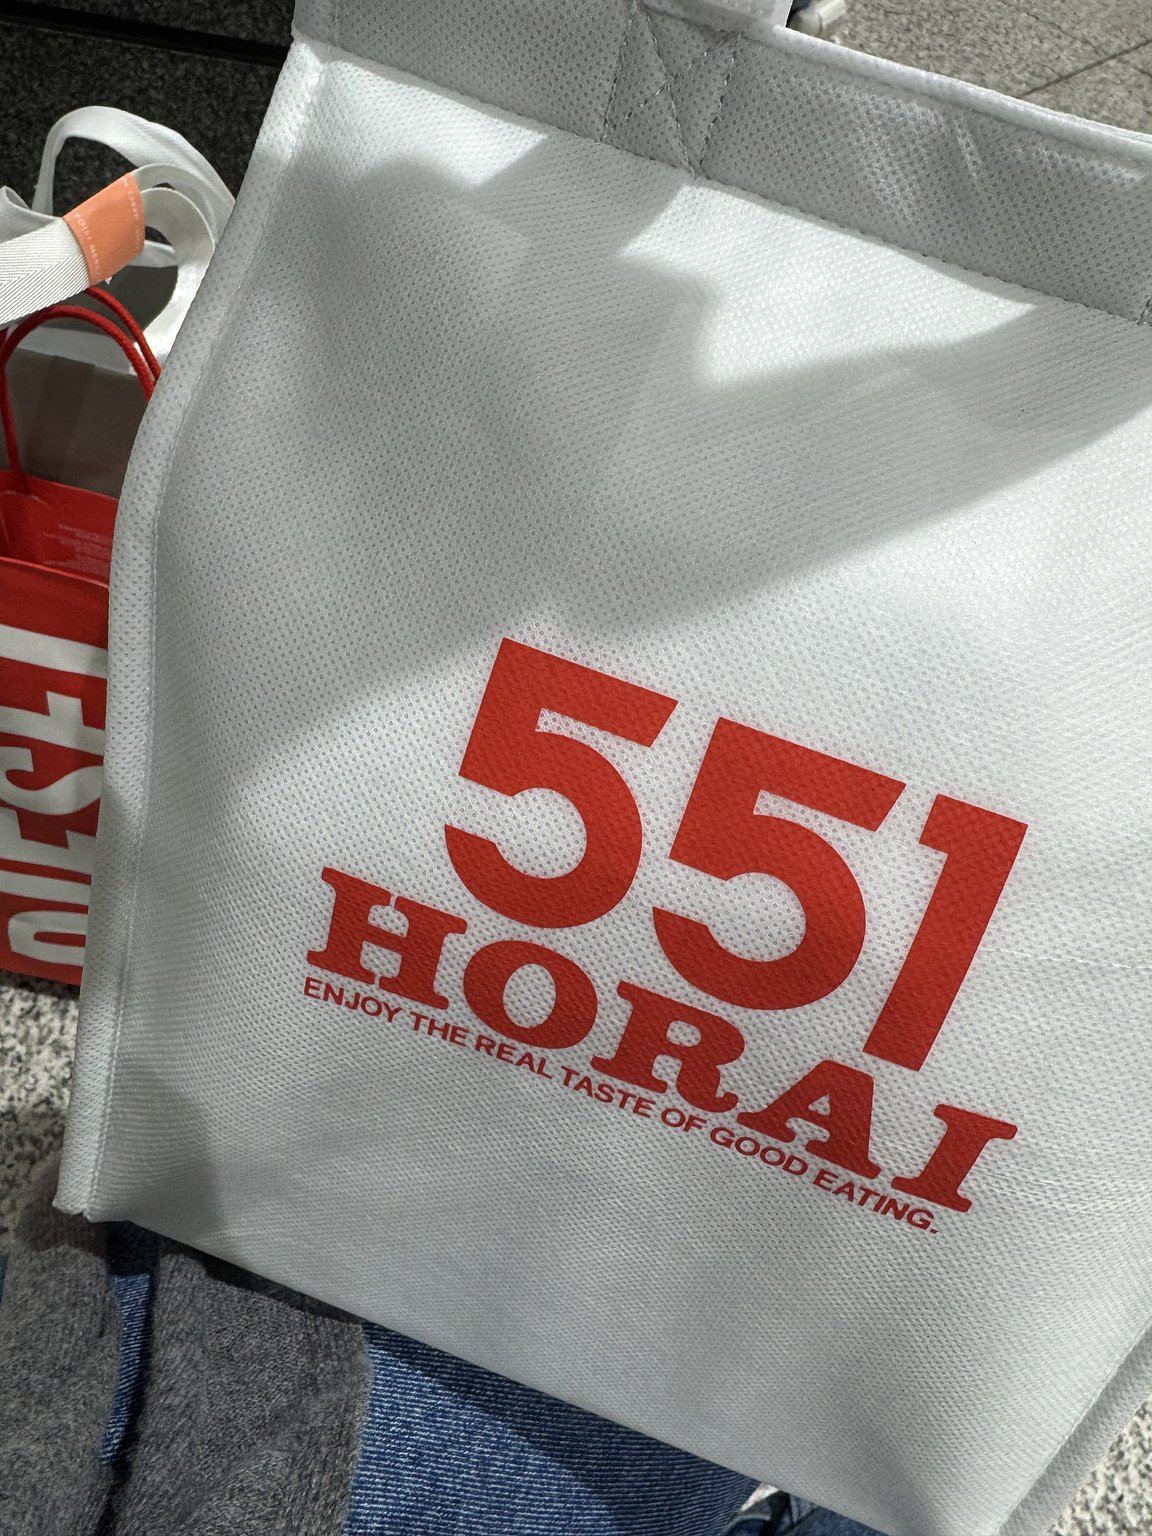 551
HORAI
ENJOY THE REAL TASTE OF GOOD EATING.